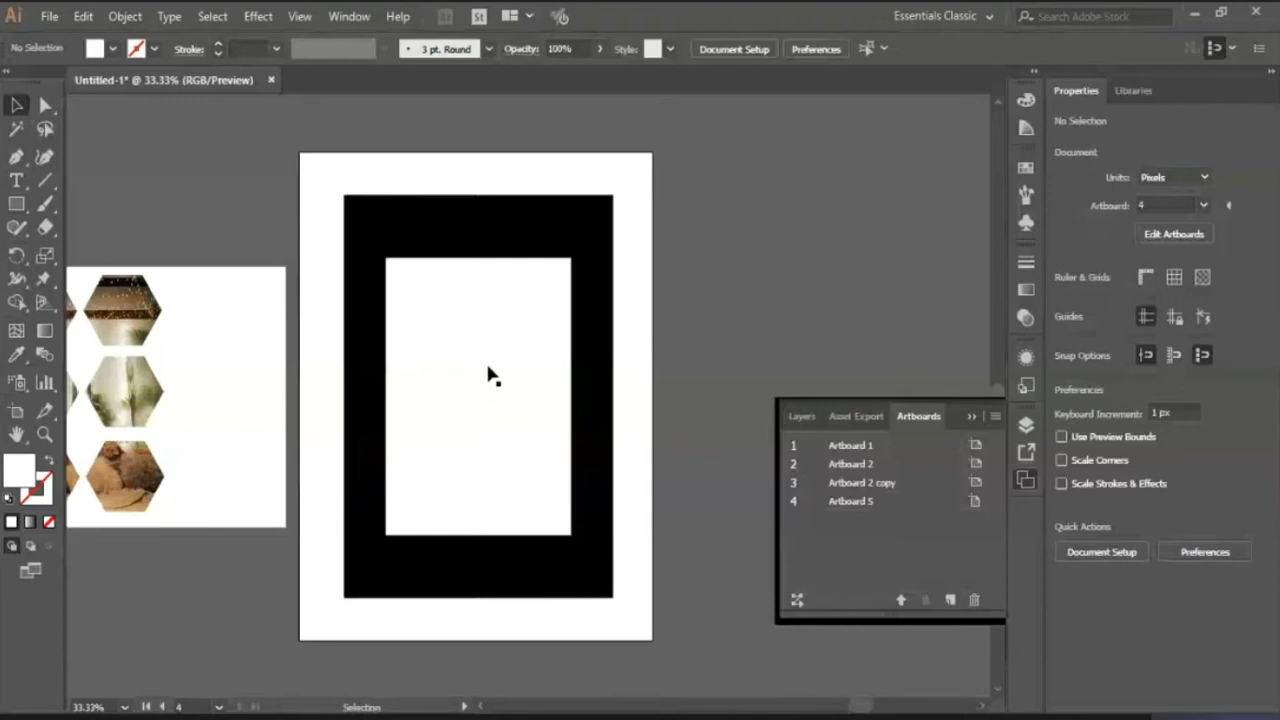 Ai File Edit Object Type Select Effect View Window Help St Essentials Classic Search Adobe Stock
No Selection Stroke: 3 pt. Round Opacity: 100% Style: Document Setup Preferences
Untitled-1* @ 33.33% (RGB/Preview)
Properties Libraries
No Selection
Document
Units: Pixels
Artboard: 4
Edit Artboards
Ruler & Grids
Guides
Snap Options
Preferences
Keyboard Increment: 1 px
Use Preview Bounds
Scale Corners
Scale Strokes & Effects
Quick Actions
Document Setup Preferences
Layers Asset Export Artboards
1 Artboard 1
2 Artboard 2
3 Artboard 2 copy
4 Artboard 5
33.33% 4 Selection